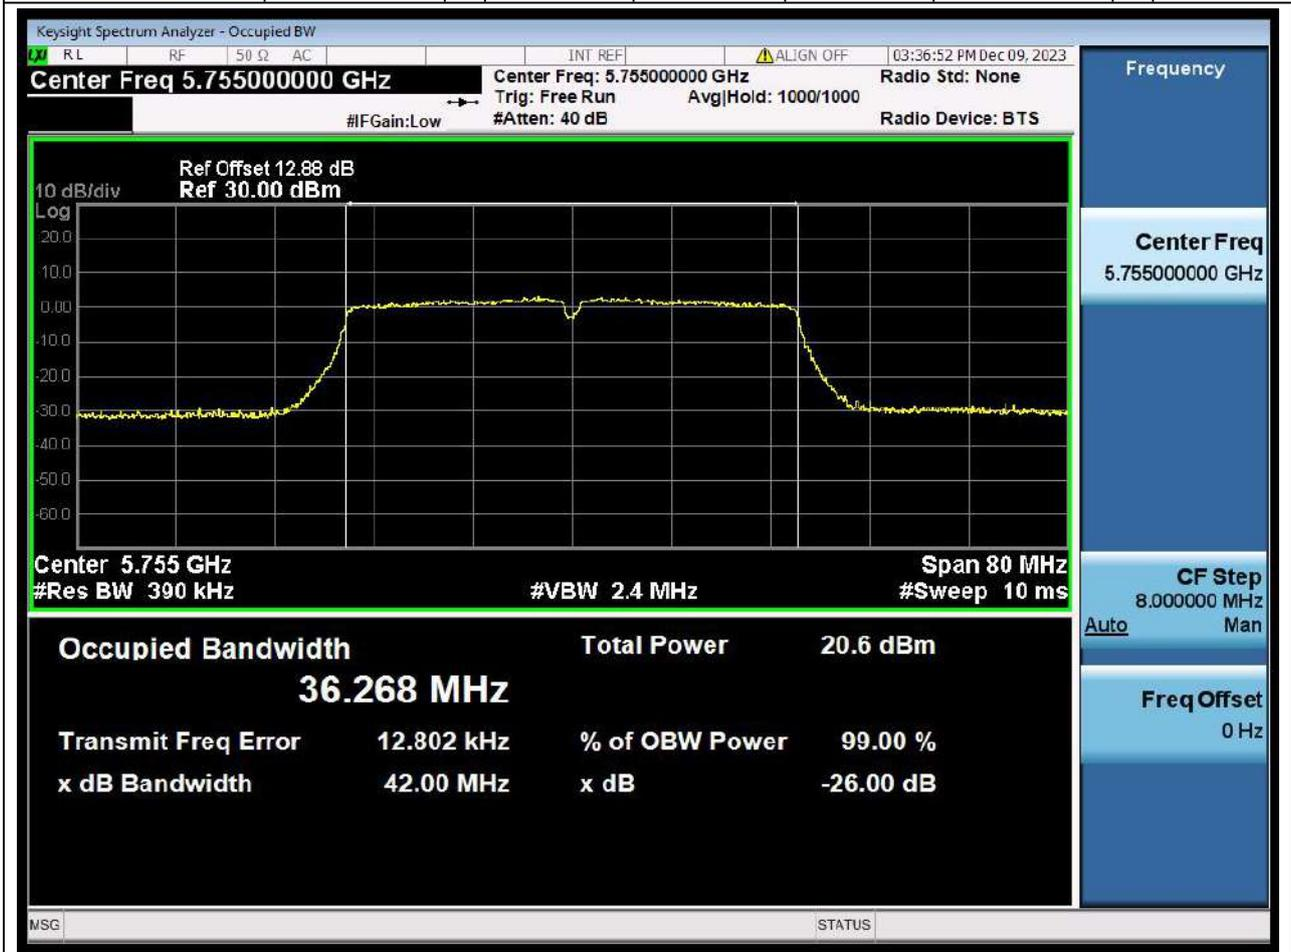 Keysight Spectrum Analyzer - Occupied BW
LXI RL RF 50 Ω AC INT REF ALIGN OFF 03:36:52 PM Dec 09, 2023
Center Freq 5.755000000 GHz
Center Freq: 5.755000000 GHz Radio Std: None
Trig: Free Run Avg|Hold: 1000/1000
#IFGain:Low #Atten: 40 dB Radio Device: BTS
Ref Offset 12.88 dB
10 dB/div Ref 30.00 dBm
Log
20.0
10.0
0.00
-10.0
-20.0
-30.0
-40.0
-50.0
-60.0
Center 5.755 GHz Span 80 MHz
#Res BW 390 kHz #VBW 2.4 MHz #Sweep 10 ms
Occupied Bandwidth Total Power 20.6 dBm
36.268 MHz
Transmit Freq Error 12.802 kHz % of OBW Power 99.00 %
x dB Bandwidth 42.00 MHz x dB -26.00 dB
MSG STATUS
Frequency
Center Freq
5.755000000 GHz
CF Step
8.000000 MHz
Auto Man
Freq Offset
0 Hz